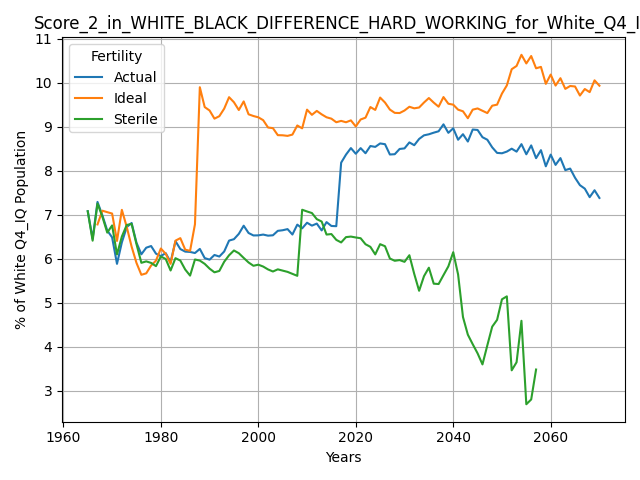 Score_2_in_WHITE_BLACK_DIFFERENCE_HARD_WORKING_for_White_Q4_I
Fertility
Actual
Ideal
Sterile
11
10
9
8
7
6
5
4
3
% of White Q4_IQ Population
1960
1980
2000
2020
2040
2060
Years